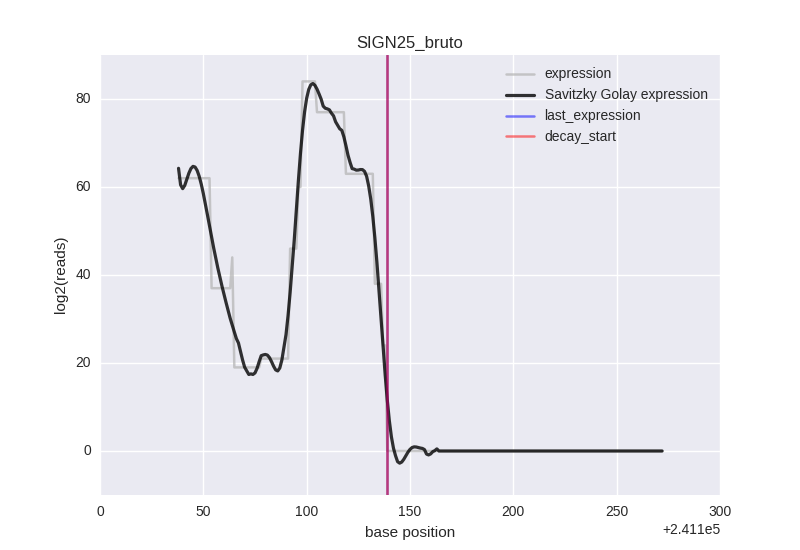 SIGN25_bruto
expression
Savitzky Golay expression
last_expression
decay_start
log2(reads)
80
60
40
20
0
0 50 100 150 200 250 300
+2.411e5
base position